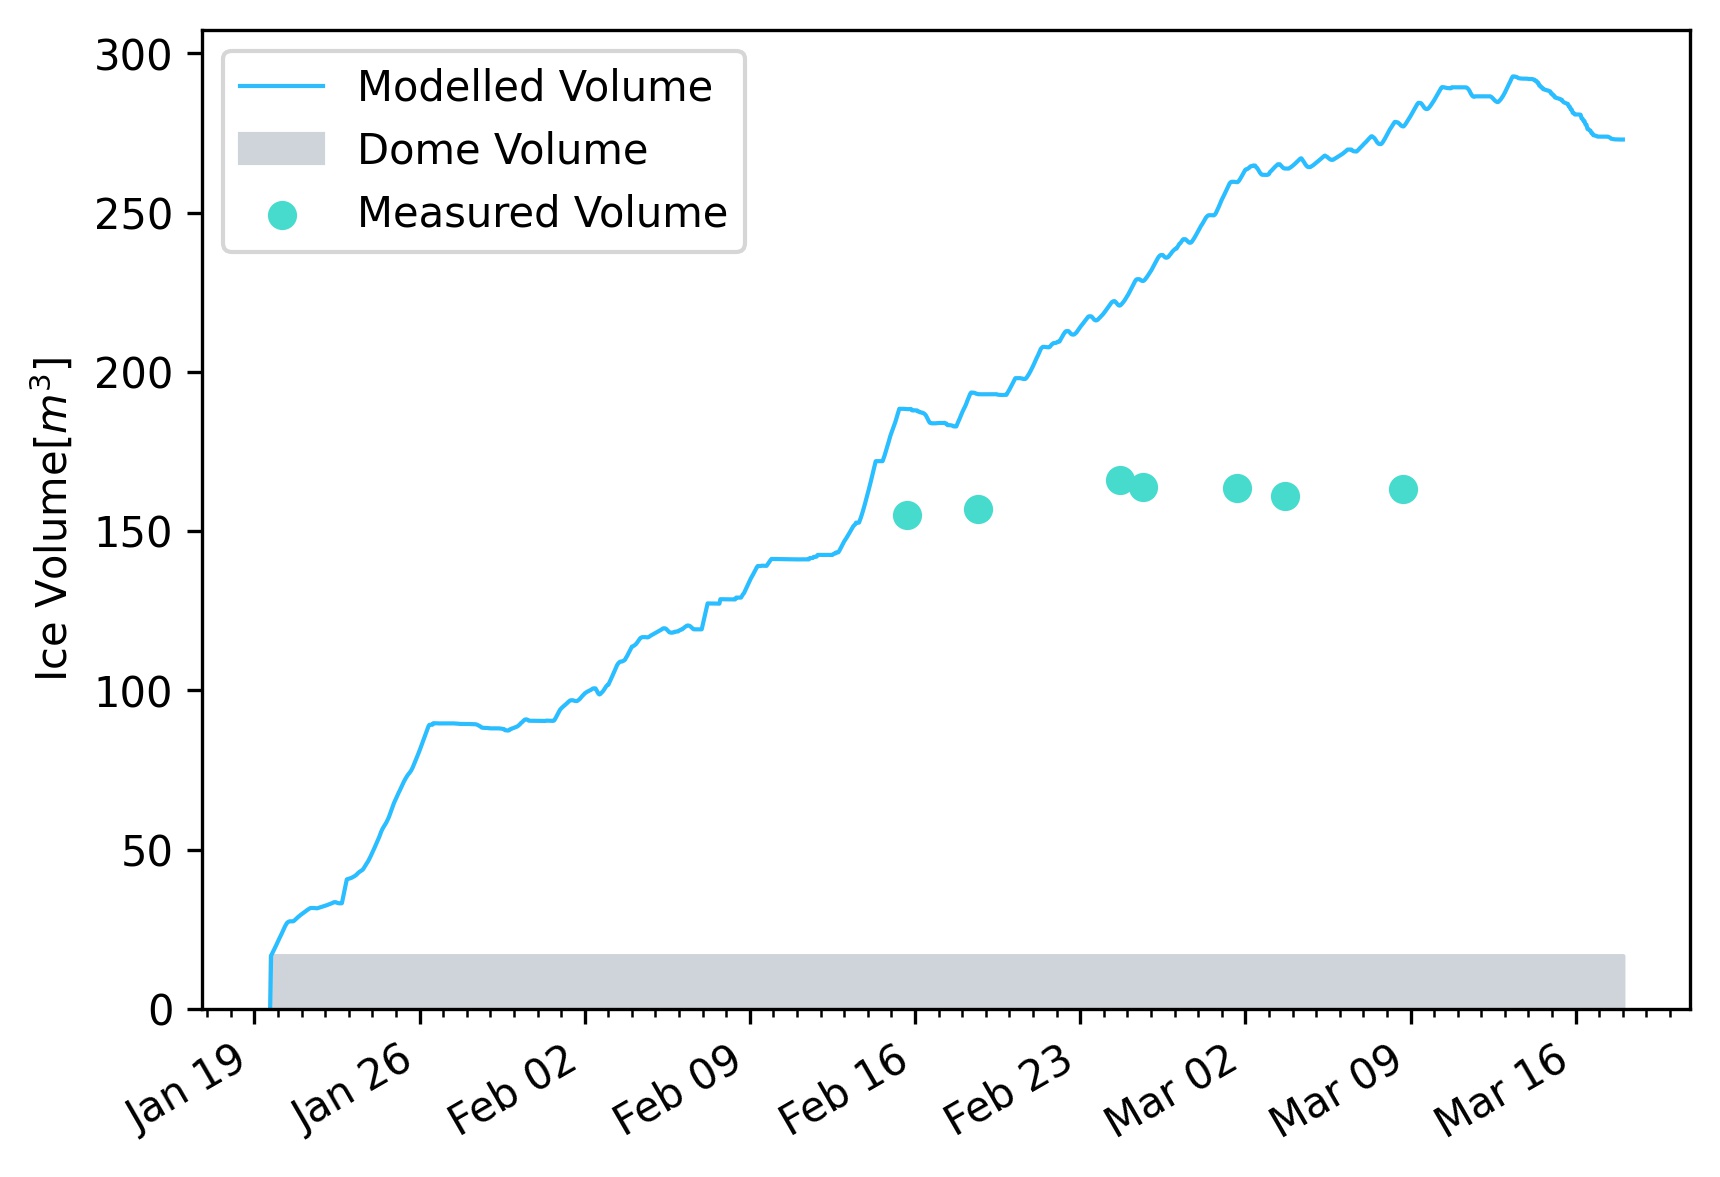 Modelled Volume
Dome Volume
Measured Volume
Ice Volume[m³]
300
250
200
150
100
50
0
Jan 19
Jan 26
Feb 02
Feb 09
Feb 16
Feb 23
Mar 02
Mar 09
Mar 16